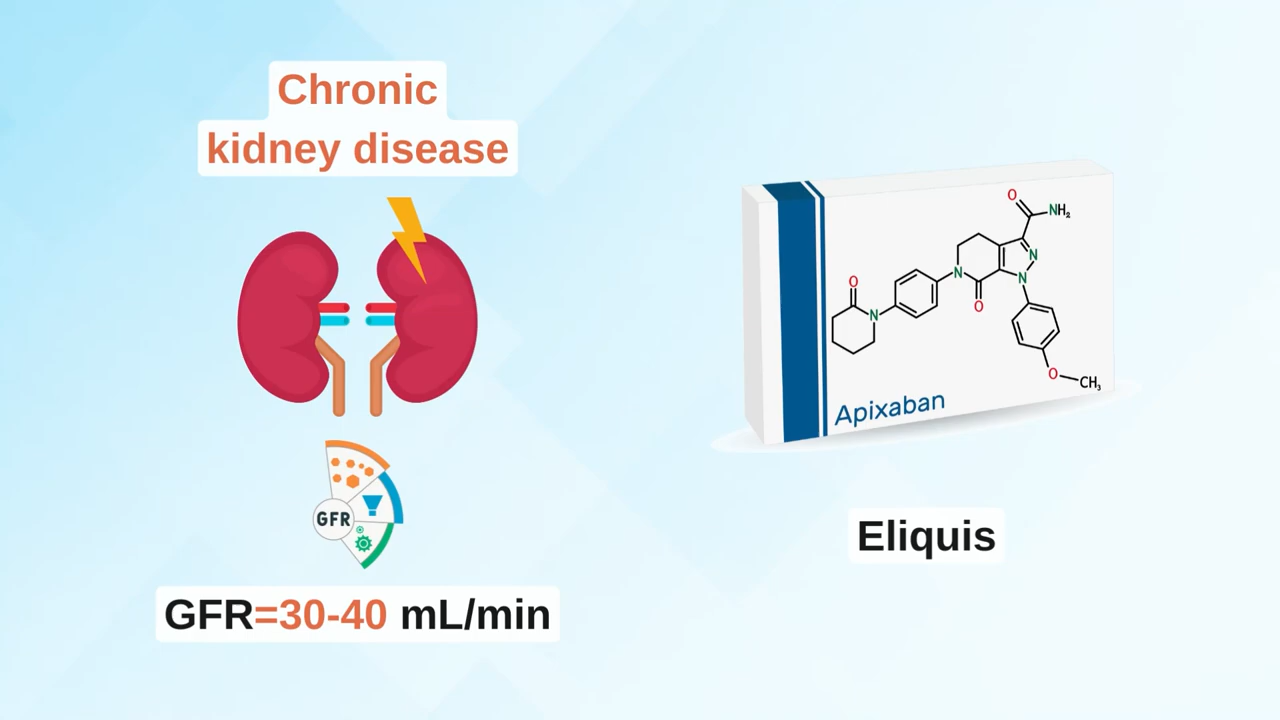 Chronic
kidney disease
GFR
GFR=30-40 mL/min
O
NH₂
N
N
N
O
O
N
O
CH₃
Apixaban
Eliquis